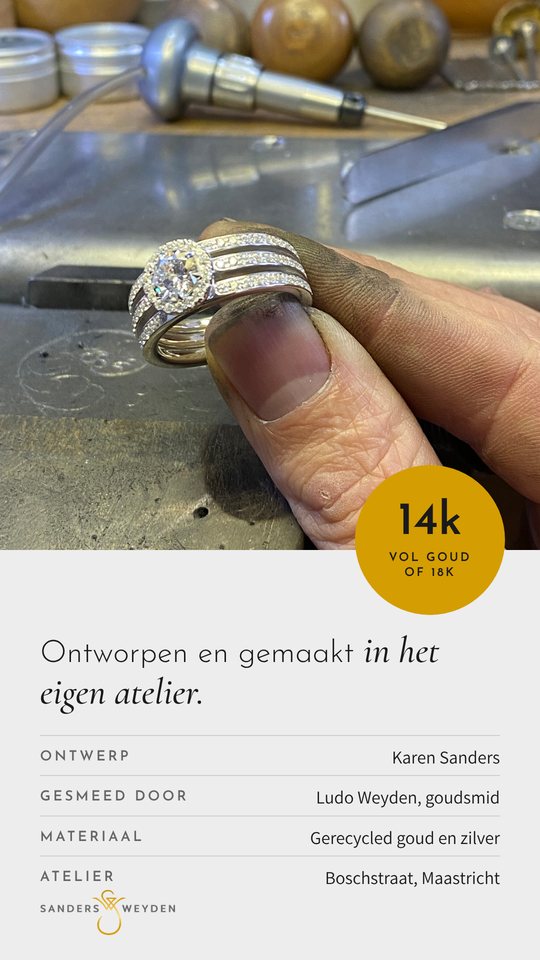 14k
VOL GOUD
OF 18K
Ontworpen en gemaakt in het
eigen atelier.
ONTWERP Karen Sanders
GESMEED DOOR Ludo Weyden, goudsmid
MATERIAAL Gerecycled goud en zilver
ATELIER Boschstraat, Maastricht
SANDERS WEYDEN